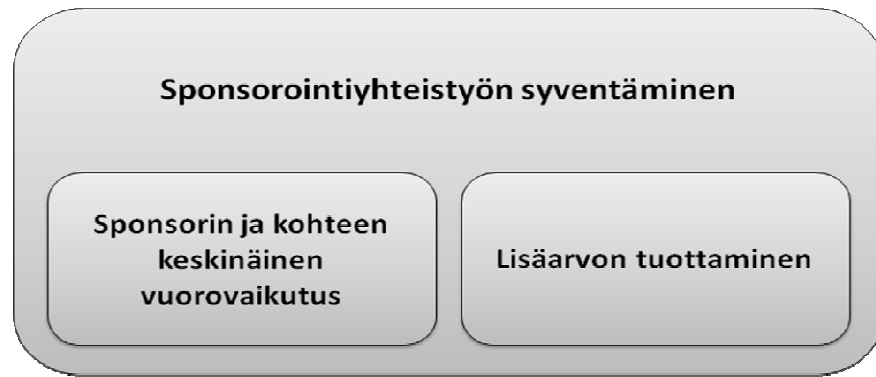 Sponsorointiyhteistyön syventäminen
Sponsorin ja kohteen
keskinäinen
vuorovaikutus
Lisäarvon tuottaminen